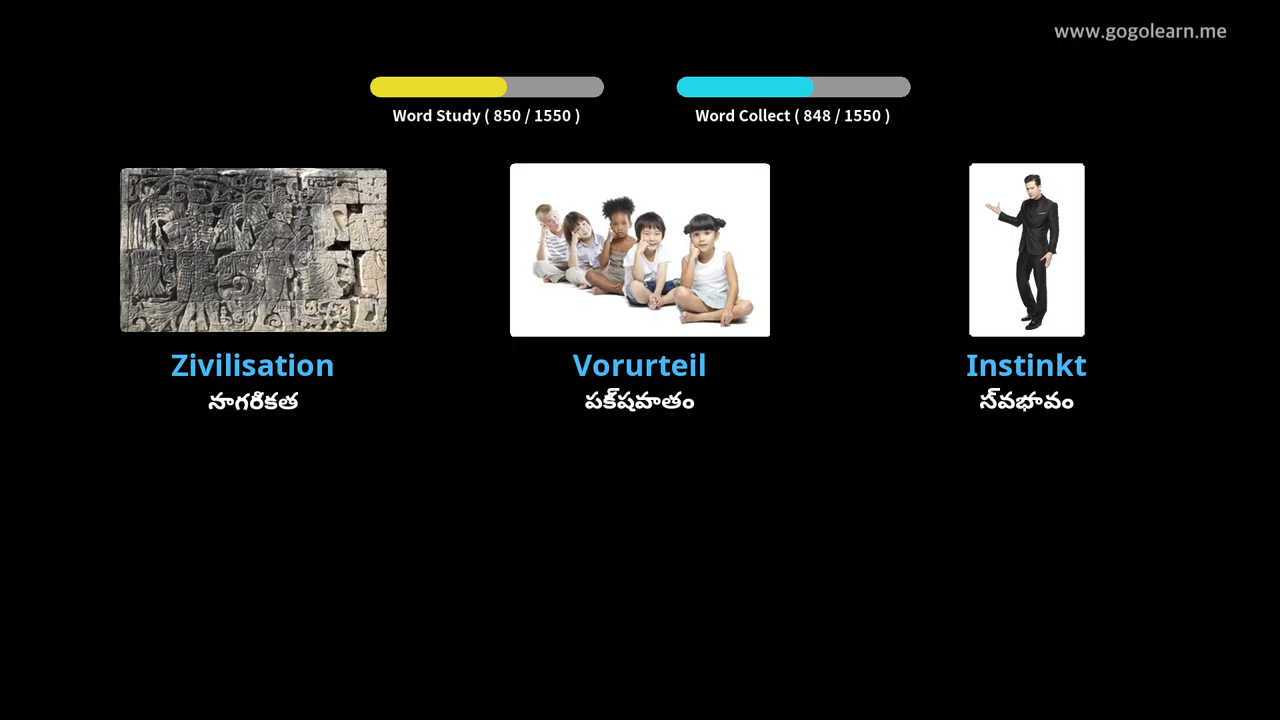 www.gogolearn.me
Word Study ( 850 / 1550 )
Word Collect ( 848 / 1550 )
Zivilisation
నాగరికత
Vorurteil
పక్షపాతం
Instinkt
స్వభావం